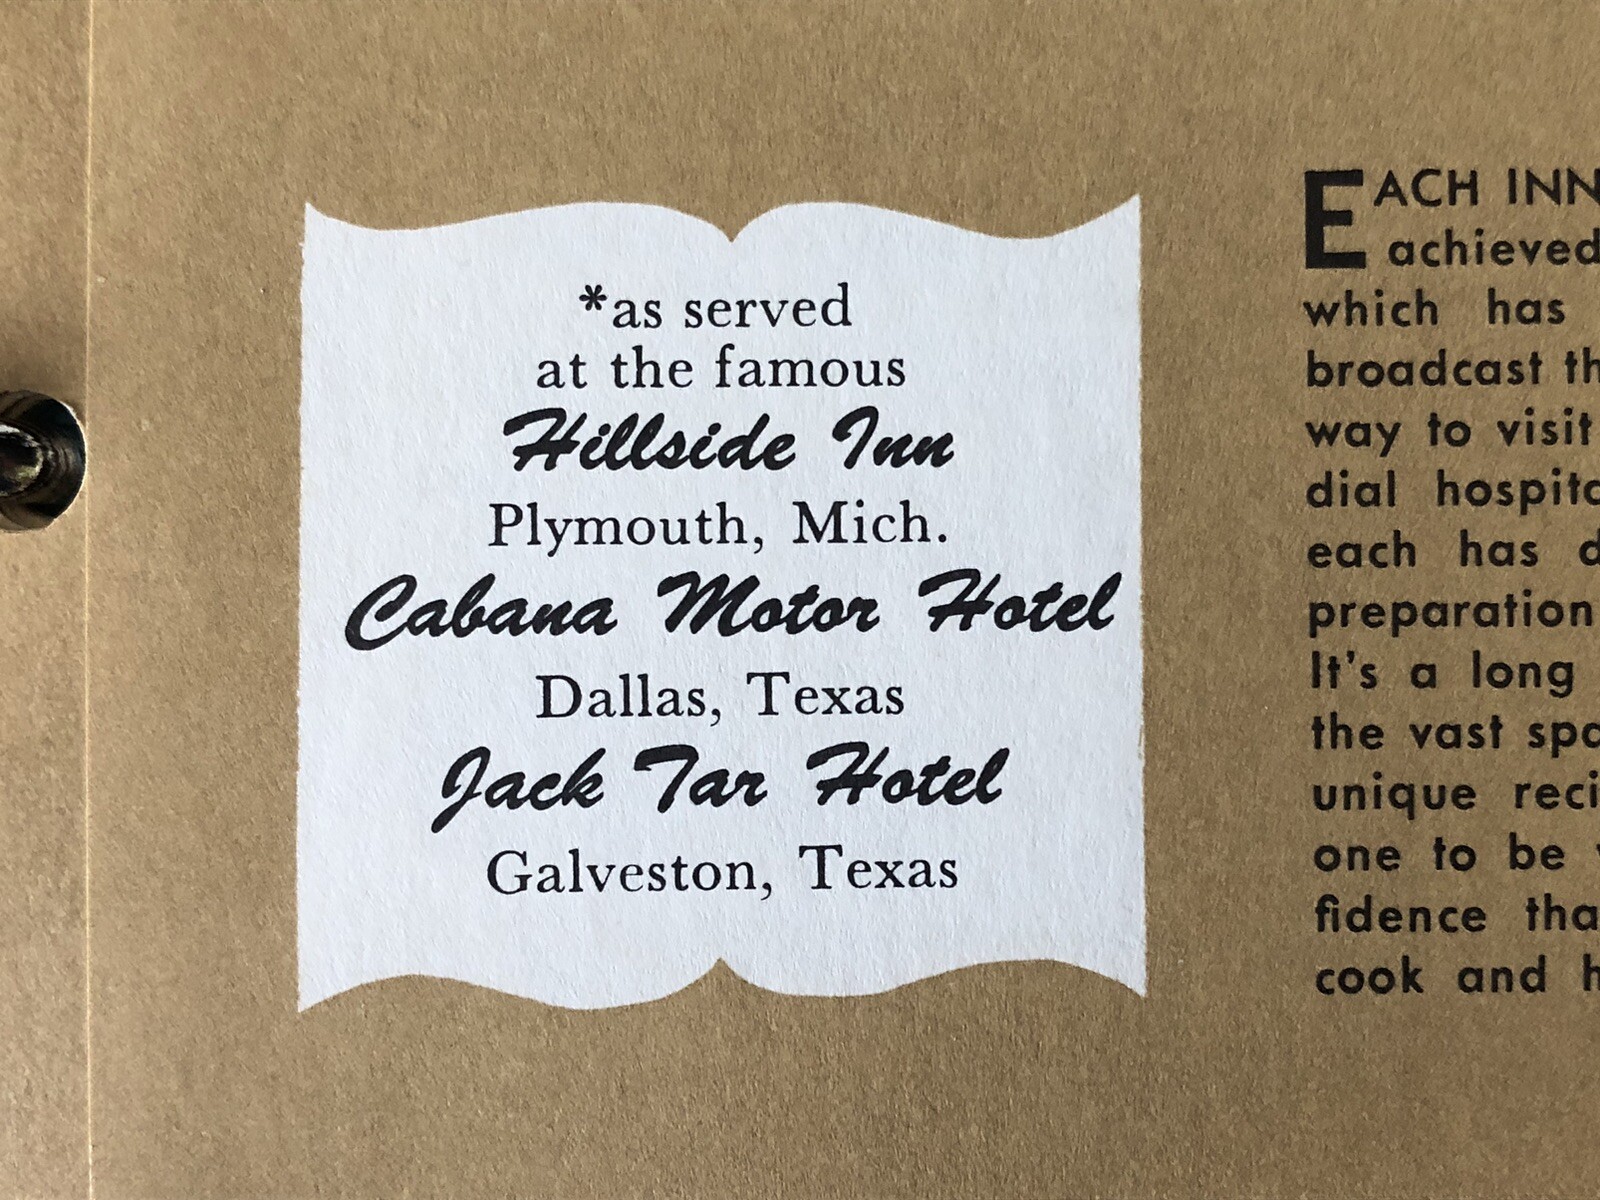 *as served
at the famous
Hillside Inn
Plymouth, Mich.
Cabana Motor Hotel
Dallas, Texas
Jack Tar Hotel
Galveston, Texas
EACH INN
achieved
which has
broadcast
way to visit
dial
each has
preparation
It's a long
the vast
unique
one to be
fidence
cook and